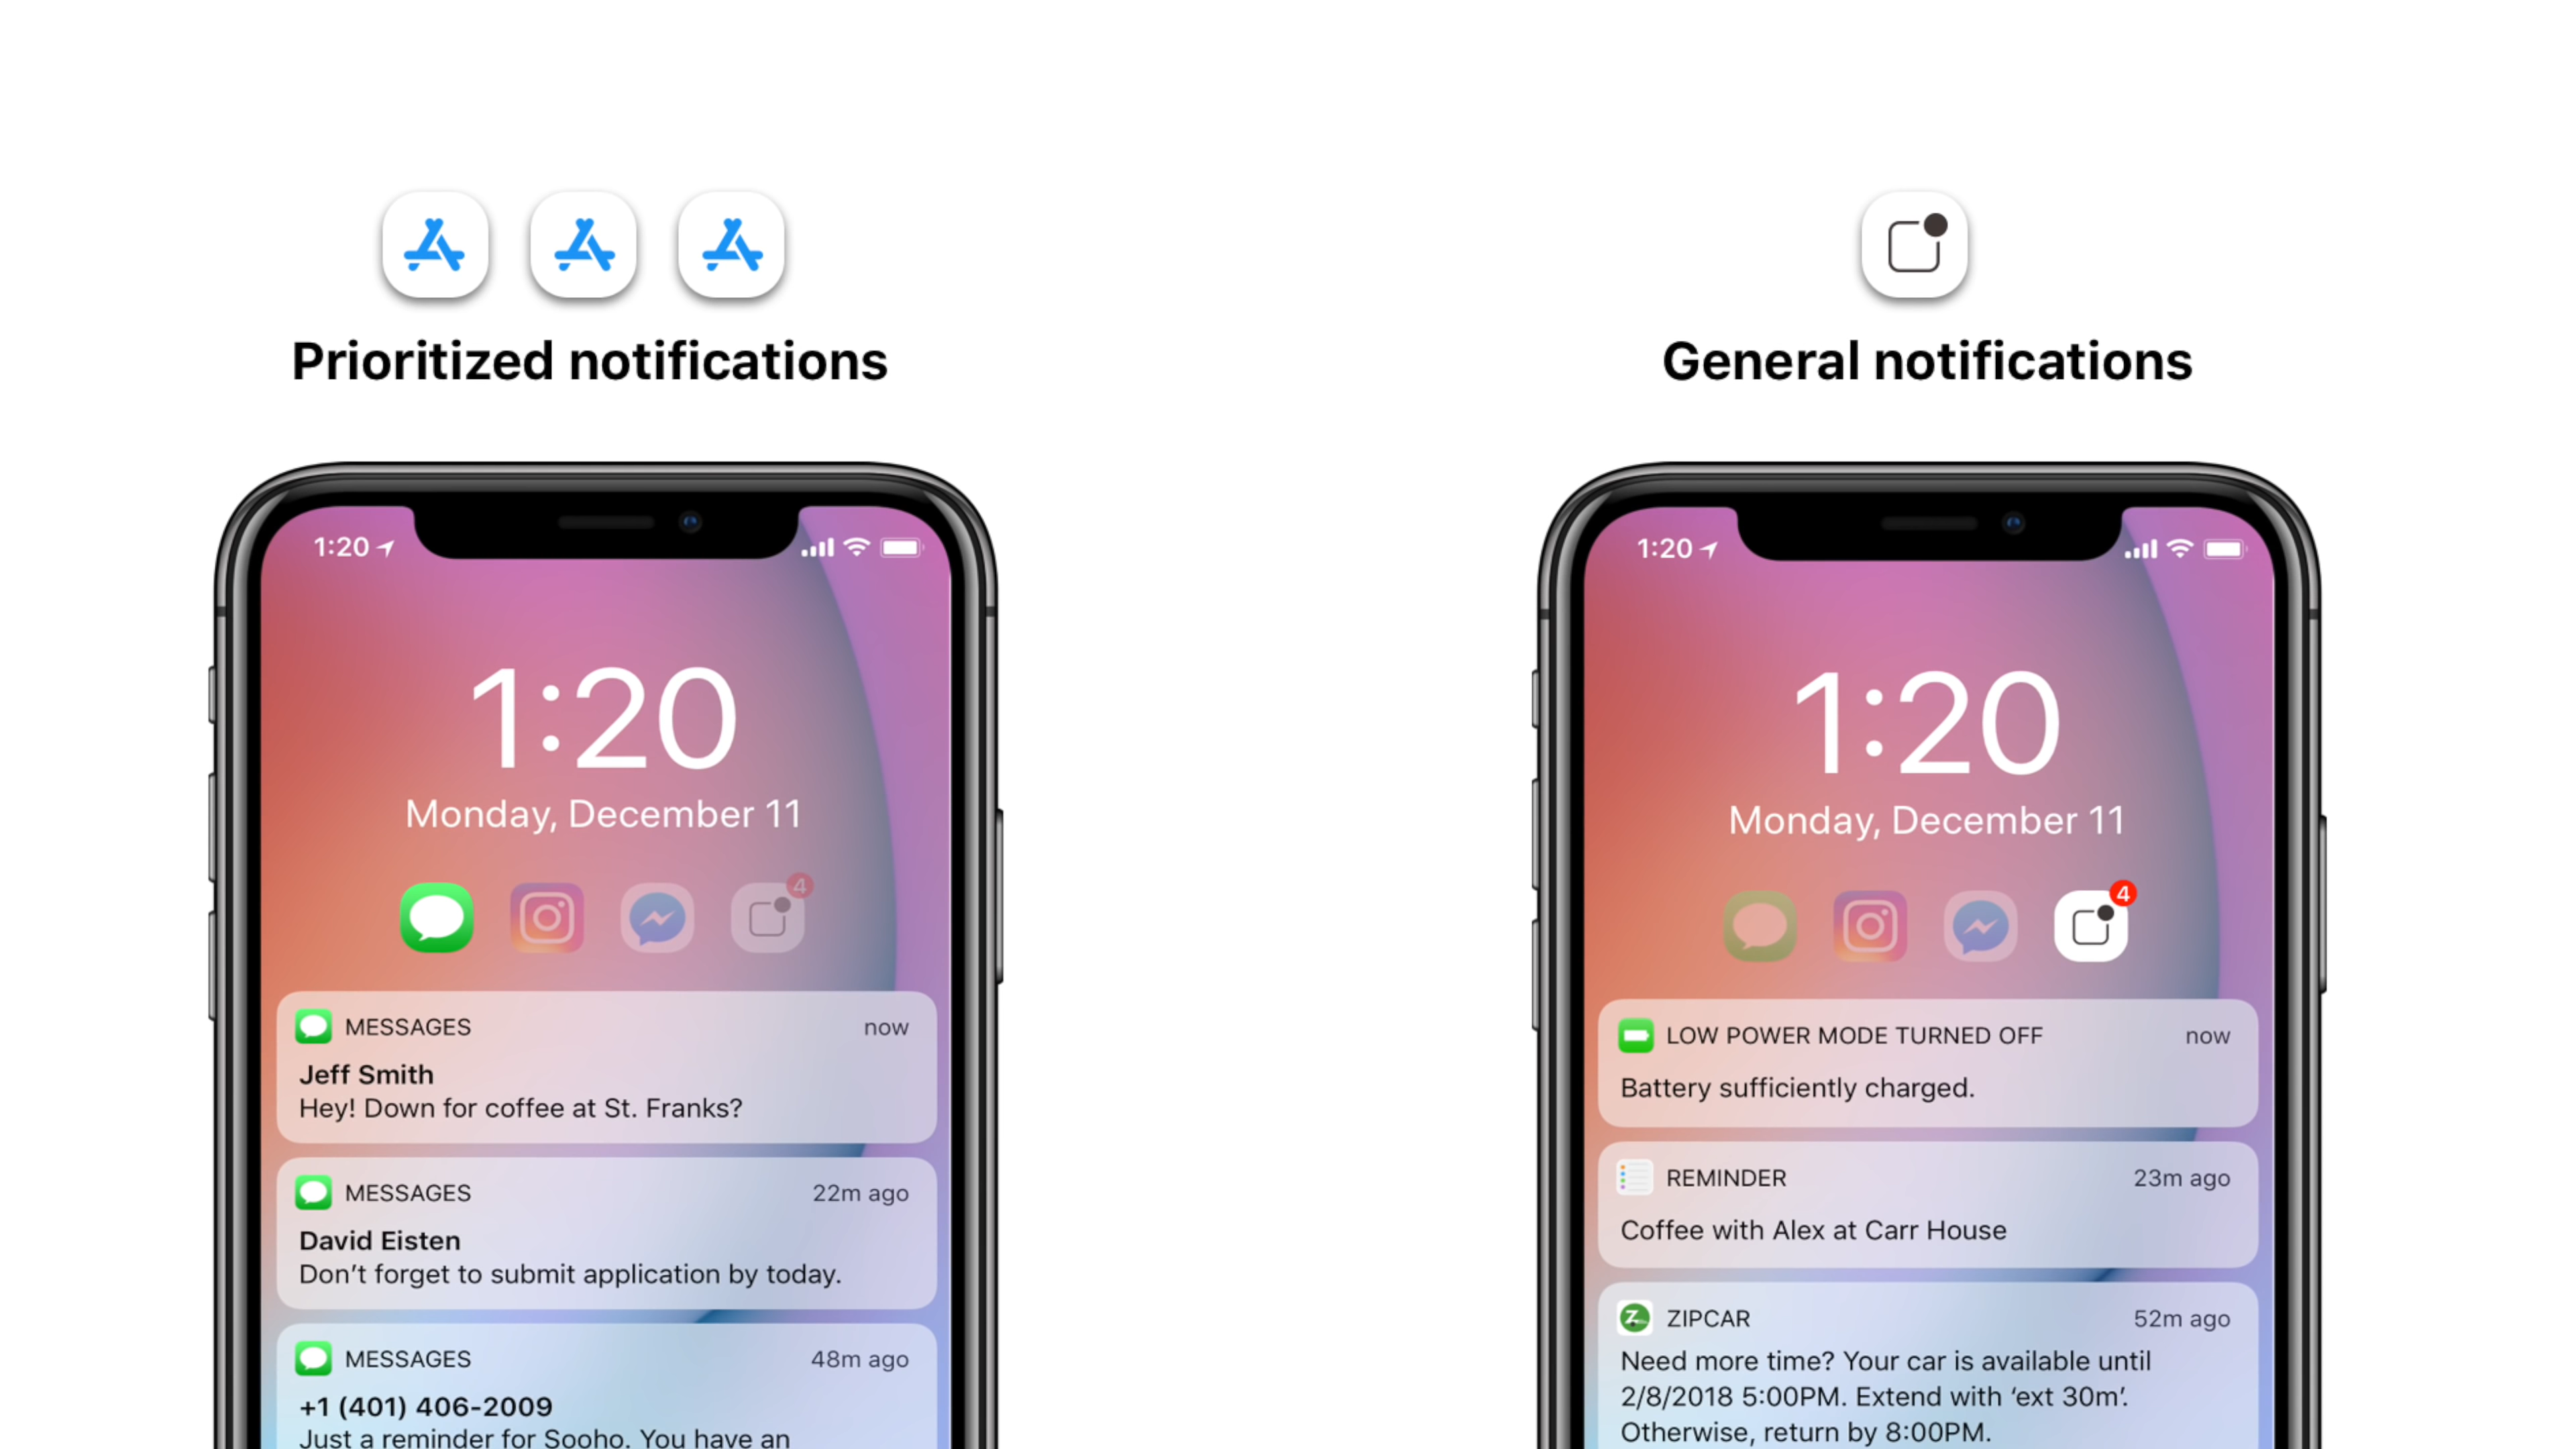 Prioritized notifications
1:20
1:20
Monday, December 11
4
MESSAGES now
Jeff Smith
Hey! Down for coffee at St. Franks?
MESSAGES 22m ago
David Eisten
Don’t forget to submit application by today.
MESSAGES 48m ago
+1 (401) 406-2009
Just a reminder for Sooho. You have an
General notifications
1:20
1:20
Monday, December 11
4
LOW POWER MODE TURNED OFF now
Battery sufficiently charged.
REMINDER 23m ago
Coffee with Alex at Carr House
ZIPCAR 52m ago
Need more time? Your car is available until
2/8/2018 5:00PM. Extend with ‘ext 30m’.
Otherwise, return by 8:00PM.